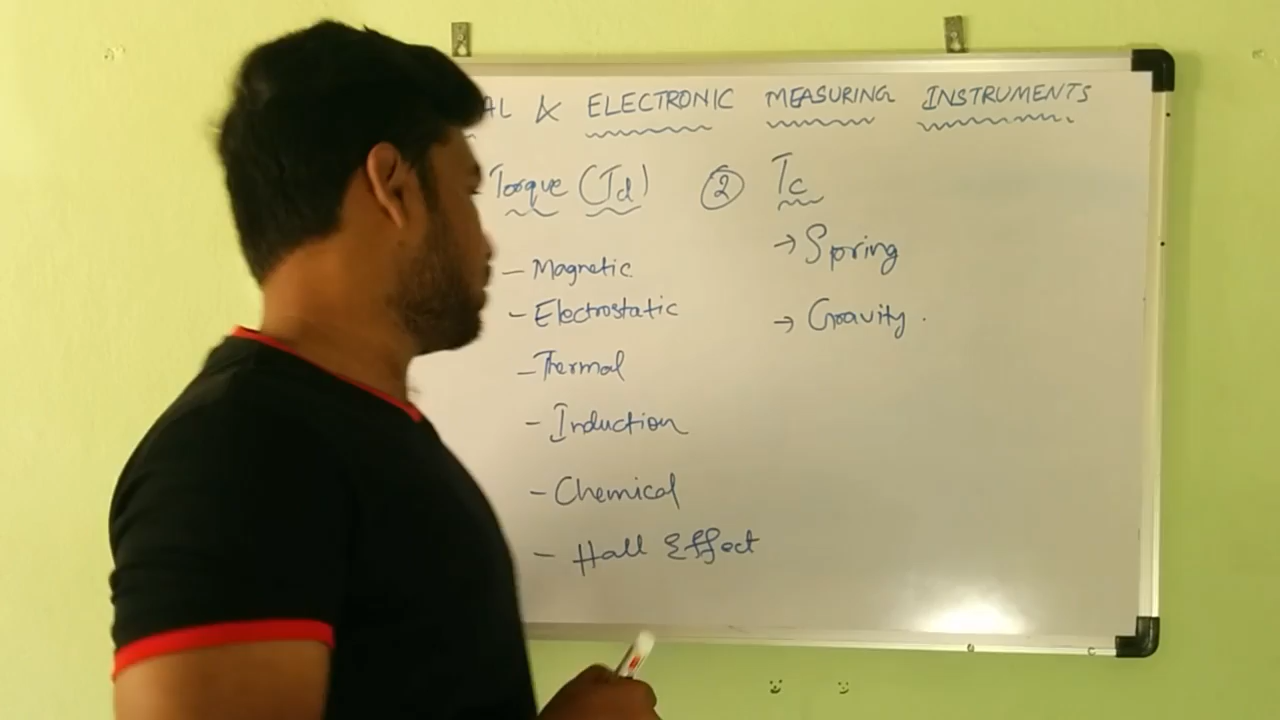 AL & ELECTRONIC MEASURING INSTRUMENTS
Torque (Td)
- Magnetic
- Electrostatic
- Thermal
- Induction
- Chemical
- Hall Effect
② Tc
→ Spring
→ Gravity.